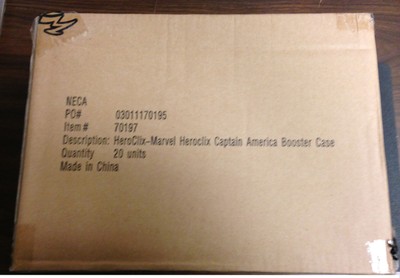 NECA
PO# 03011170195
Item # 70197
Description: HeroClix-Marvel Heroclix Captain America Booster Case
Quantity 20 units
Made in China